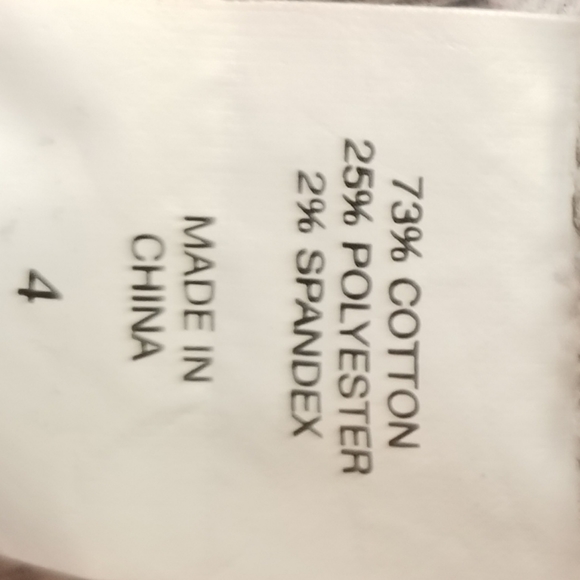 73% COTTON
25% POLYESTER
2% SPANDEX
MADE IN
CHINA
4